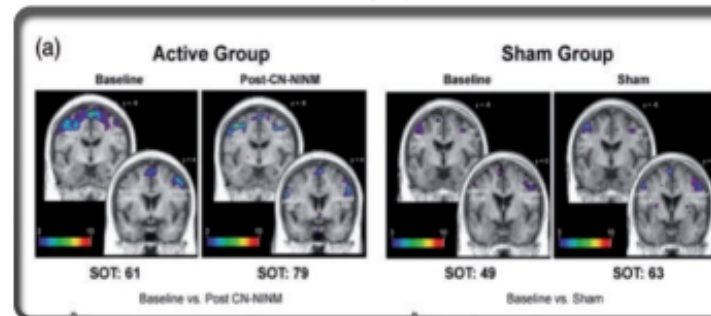 (a)
Active Group
Sham Group
Baseline
Post-CN-NINM
Baseline
Sham
SOT: 61
SOT: 79
SOT: 49
SOT: 63
Baseline vs. Post CN-NINM
Baseline vs. Sham